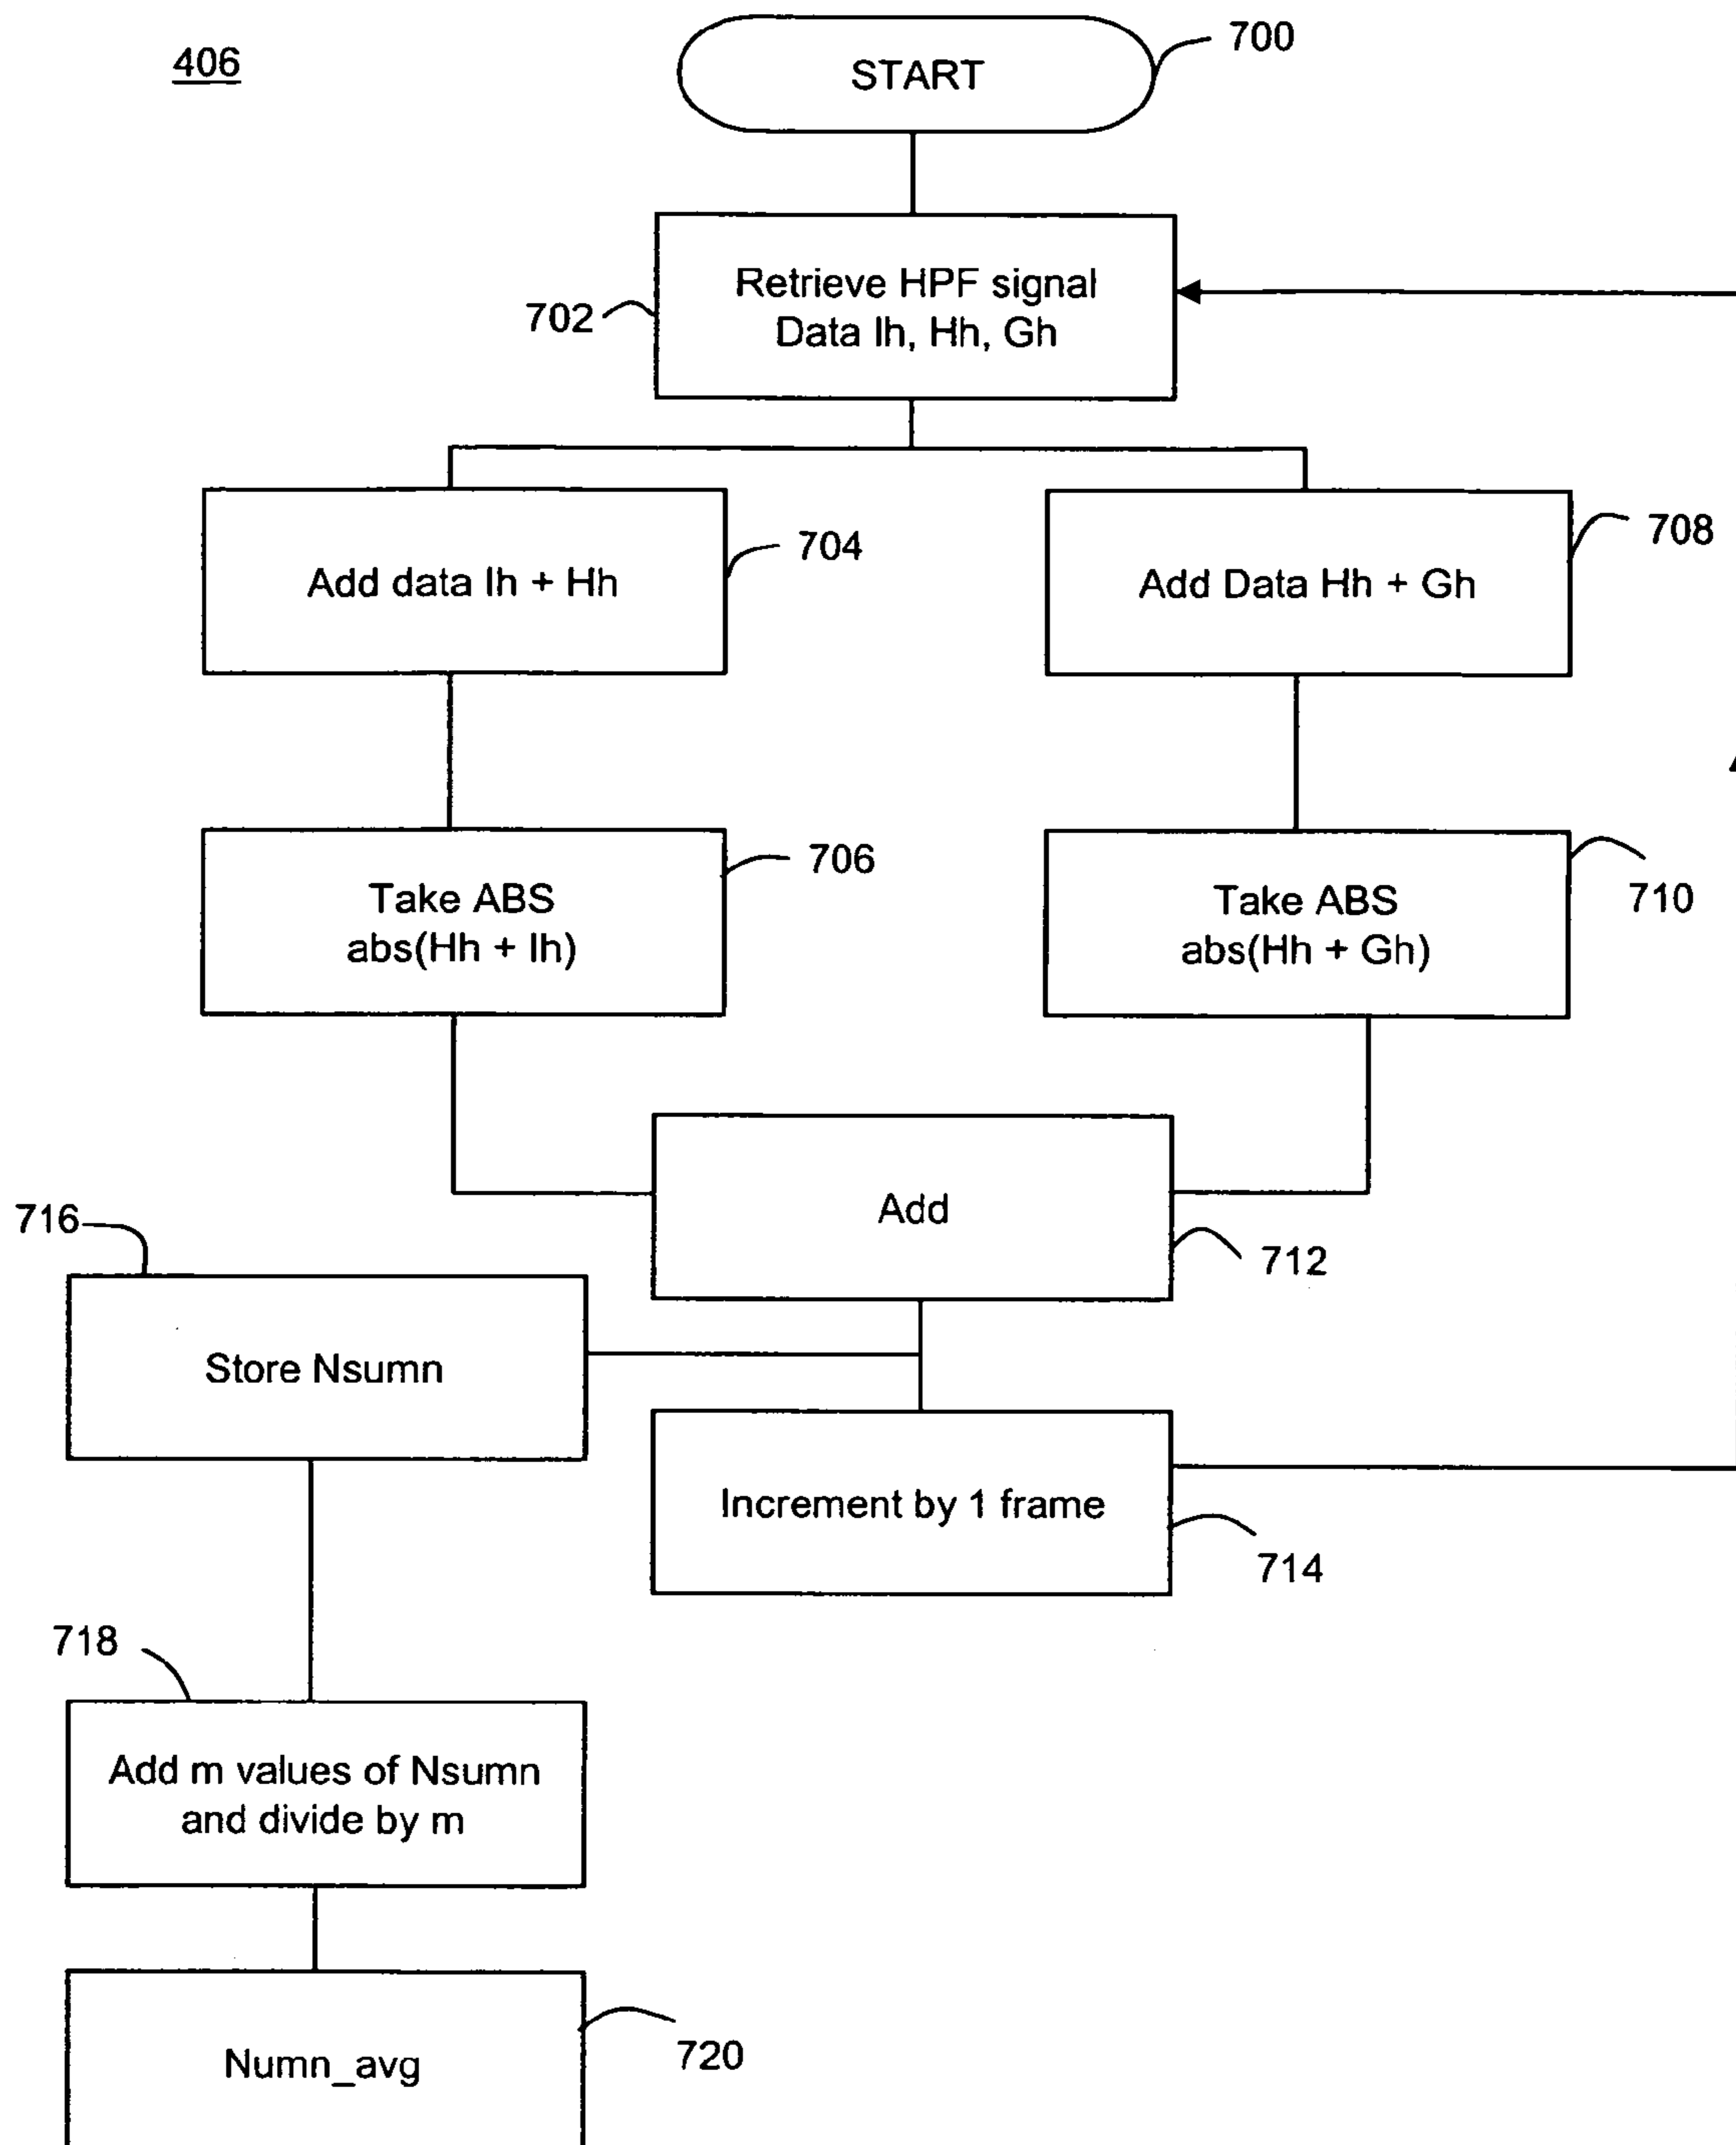 406
START
700
Retrieve HPF signal
Data Ih, Hh, Gh
702
Add data Ih + Hh
704
Add Data Hh + Gh
708
Take ABS
abs(Hh + Ih)
706
Take ABS
abs(Hh + Gh)
710
Add
712
716
Store Nsumn
Increment by 1 frame
714
718
Add m values of Nsumn
and divide by m
Numn_avg
720